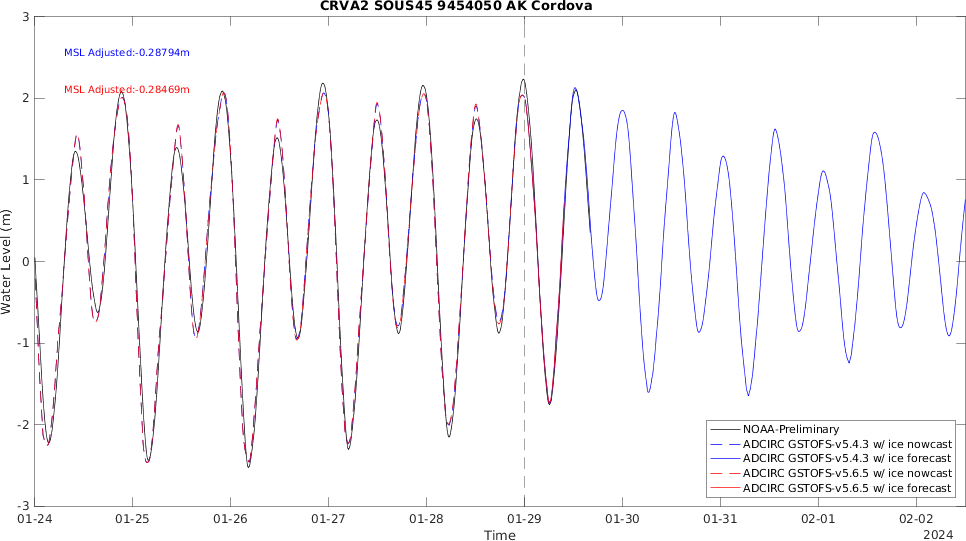 CRVA2 SOUS45 9454050 AK Cordova
MSL Adjusted:-0.28794m
MSL Adjusted:-0.28469m
3
2
1
0
-1
-2
-3
Water Level (m)
NOAA-Preliminary
ADCIRC GSTOFS-v5.4.3 w/ ice nowcast
ADCIRC GSTOFS-v5.4.3 w/ ice forecast
ADCIRC GSTOFS-v5.6.5 w/ ice nowcast
ADCIRC GSTOFS-v5.6.5 w/ ice forecast
01-24 01-25 01-26 01-27 01-28 01-29 01-30 01-31 02-01 02-02
Time
2024